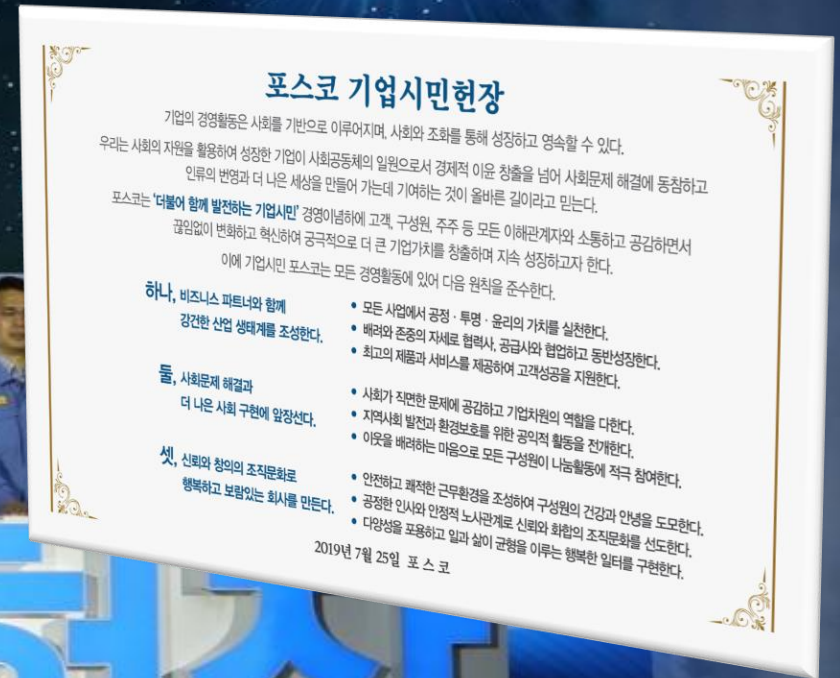 포스코 기업시민헌장
기업의 경영활동은 사회를 기반으로 이루어지며, 사회와 조화를 통해 성장하고 영속할 수 있다.
우리는 사회의 자원을 활용하여 성장한 기업이 사회공동체의 일원으로서 경제적 이윤 창출을 넘어 사회문제 해결에 동참하고
인류의 번영과 더 나은 세상을 만들어 가는데 기여하는 것이 올바른 길이라고 믿는다.
포스코는 '더불어 함께 발전하는 기업시민' 경영이념하에 고객, 구성원, 주주 등 모든 이해관계자와 소통하고 공감하면서
끊임없이 변화하고 혁신하여 궁극적으로 더 큰 기업가치를 창출하며 지속 성장하고자 한다.
이에 기업시민 포스코는 모든 경영활동에 있어 다음 원칙을 준수한다.
하나, 비즈니스 파트너와 함께
강건한 산업 생태계를 조성한다.
• 모든 사업에서 공정 · 투명 · 윤리의 가치를 실천한다.
• 배려와 존중의 자세로 협력사, 공급사와 협업하고 동반성장한다.
• 최고의 제품과 서비스를 제공하여 고객성공을 지원한다.
둘, 사회문제 해결과
더 나은 사회 구현에 앞장선다.
• 사회가 직면한 문제에 공감하고 기업차원의 역할을 다한다.
• 지역사회 발전과 환경보호를 위한 공익적 활동을 전개한다.
• 이웃을 배려하는 마음으로 모든 구성원이 나눔활동에 적극 참여한다.
셋, 신뢰와 창의의 조직문화로
행복하고 보람있는 회사를 만든다.
• 안전하고 쾌적한 근무환경을 조성하여 구성원의 건강과 안녕을 도모한다.
• 공정한 인사와 안정적 노사관계로 신뢰와 화합의 조직문화를 선도한다.
• 다양성을 포용하고 일과 삶이 균형을 이루는 행복한 일터를 구현한다.
2019년 7월 25일 포스코